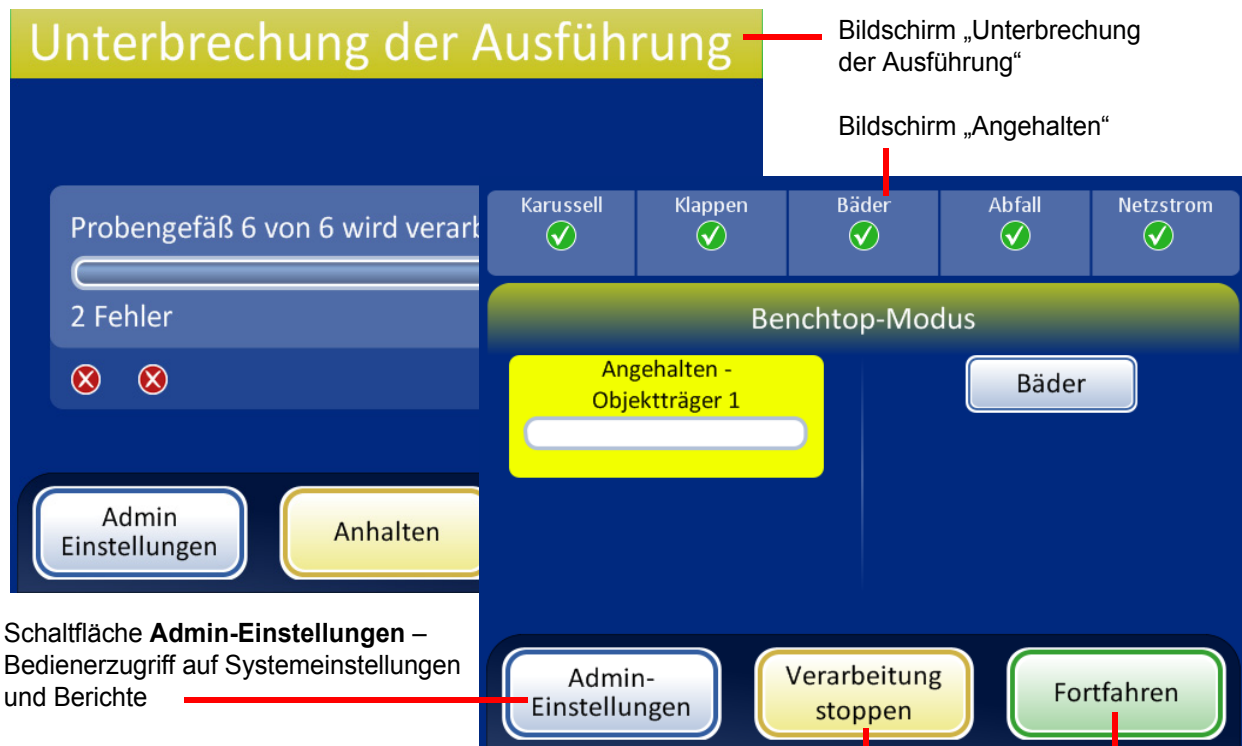 Unterbrechung der Ausführung
Bildschirm „Unterbrechung
der Ausführung“
Bildschirm „Angehalten“
Probengefäß 6 von 6 wird verarb
2 Fehler
Admin
Einstellungen
Anhalten
Karussell
Klappen
Bäder
Abfall
Netzstrom
Benchtop-Modus
Angehalten -
Objektträger 1
Bäder
Admin-
Einstellungen
Verarbeitung
stoppen
Fortfahren
Schaltfläche Admin-Einstellungen –
Bedienerzugriff auf Systemeinstellungen
und Berichte